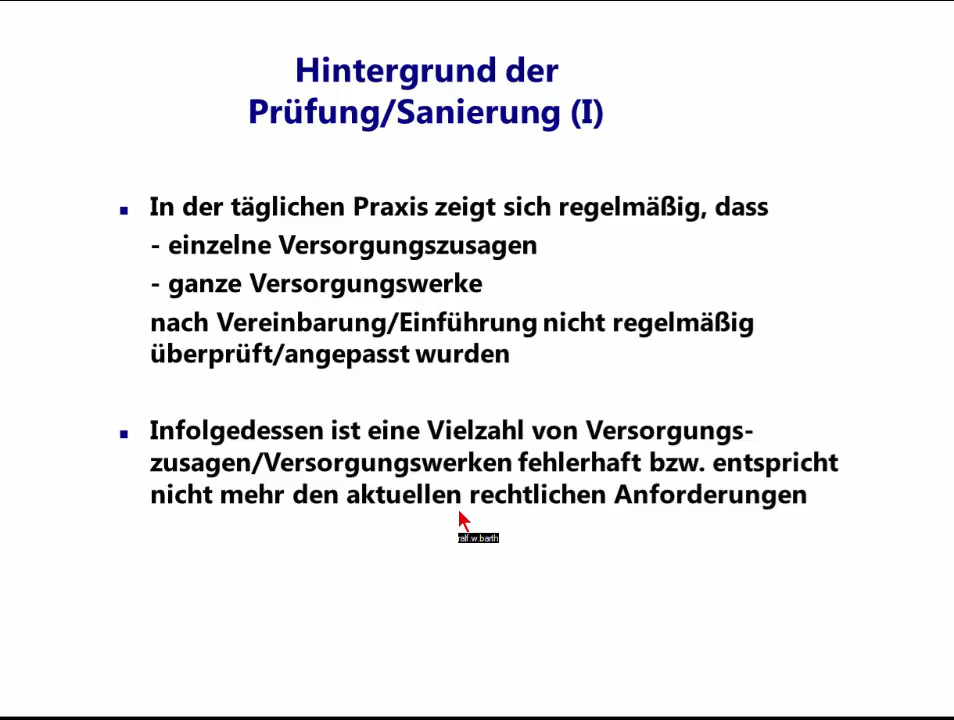 Hintergrund der
Prüfung/Sanierung (I)
▪ In der täglichen Praxis zeigt sich regelmäßig, dass
- einzelne Versorgungszusagen
- ganze Versorgungswerke
nach Vereinbarung/Einführung nicht regelmäßig
überprüft/angepasst wurden
▪ Infolgedessen ist eine Vielzahl von Versorgungs-
zusagen/Versorgungswerken fehlerhaft bzw. entspricht
nicht mehr den aktuellen rechtlichen Anforderungen
ralf.w.barth